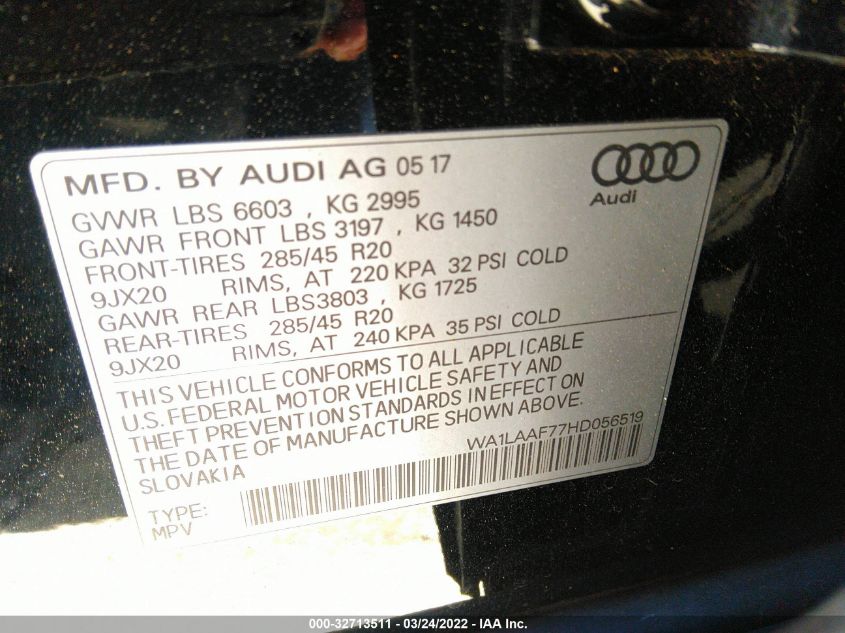 MFD. BY AUDI AG 05 17
Audi
GVWR LBS 6603 , KG 2995
GAWR FRONT LBS 3197 , KG 1450
FRONT-TIRES 285/45 R20
9JX20 RIMS, AT 220 KPA 32 PSI COLD
GAWR REAR LBS3803 , KG 1725
REAR-TIRES 285/45 R20
9JX20 RIMS, AT 240 KPA 35 PSI COLD
THIS VEHICLE CONFORMS TO ALL APPLICABLE
U.S. FEDERAL MOTOR VEHICLE SAFETY AND
THEFT PREVENTION STANDARDS IN EFFECT ON
THE DATE OF MANUFACTURE SHOWN ABOVE.
SLOVAKIA WA1LAAF77HD056519
TYPE:
MPV
000-32713511 - 03/24/2022 - IAA Inc.